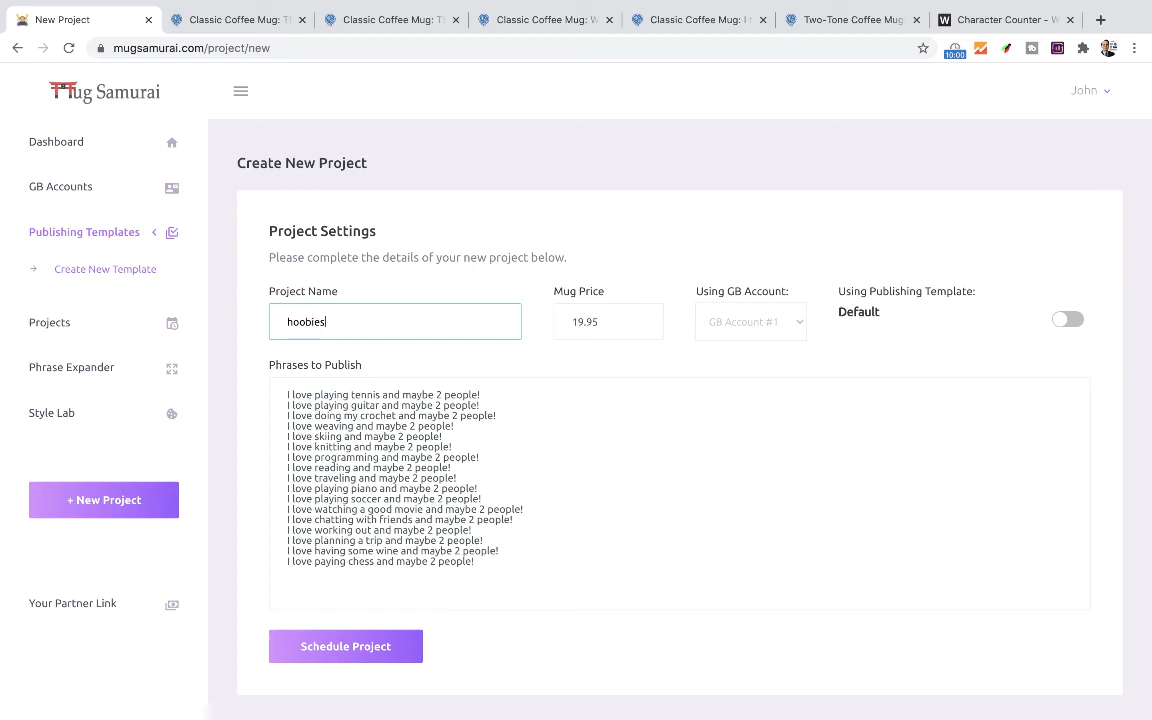 New Project
Classic Coffee Mug: Tl
Classic Coffee Mug: Tl
Classic Coffee Mug: W
Classic Coffee Mug: I t
Two-Tone Coffee Mug
W
Character Counter - W
mugsamurai.com/project/new
10:00
Mug Samurai
John
Dashboard
GB Accounts
Publishing Templates
Create New Template
Projects
Phrase Expander
Style Lab
+ New Project
Your Partner Link
Create New Project
Project Settings
Please complete the details of your new project below.
Project Name
Mug Price
Using GB Account:
Using Publishing Template:
hoobies
19.95
GB Account #1
Default
Phrases to Publish
I love playing tennis and maybe 2 people!
I love playing guitar and maybe 2 people!
I love doing my crochet and maybe 2 people!
I love weaving and maybe 2 people!
I love skiing and maybe 2 people!
I love knitting and maybe 2 people!
I love programming and maybe 2 people!
I love reading and maybe 2 people!
I love traveling and maybe 2 people!
I love playing piano and maybe 2 people!
I love playing soccer and maybe 2 people!
I love watching a good movie and maybe 2 people!
I love chatting with friends and maybe 2 people!
I love working out and maybe 2 people!
I love planning a trip and maybe 2 people!
I love having some wine and maybe 2 people!
I love paying chess and maybe 2 people!
Schedule Project